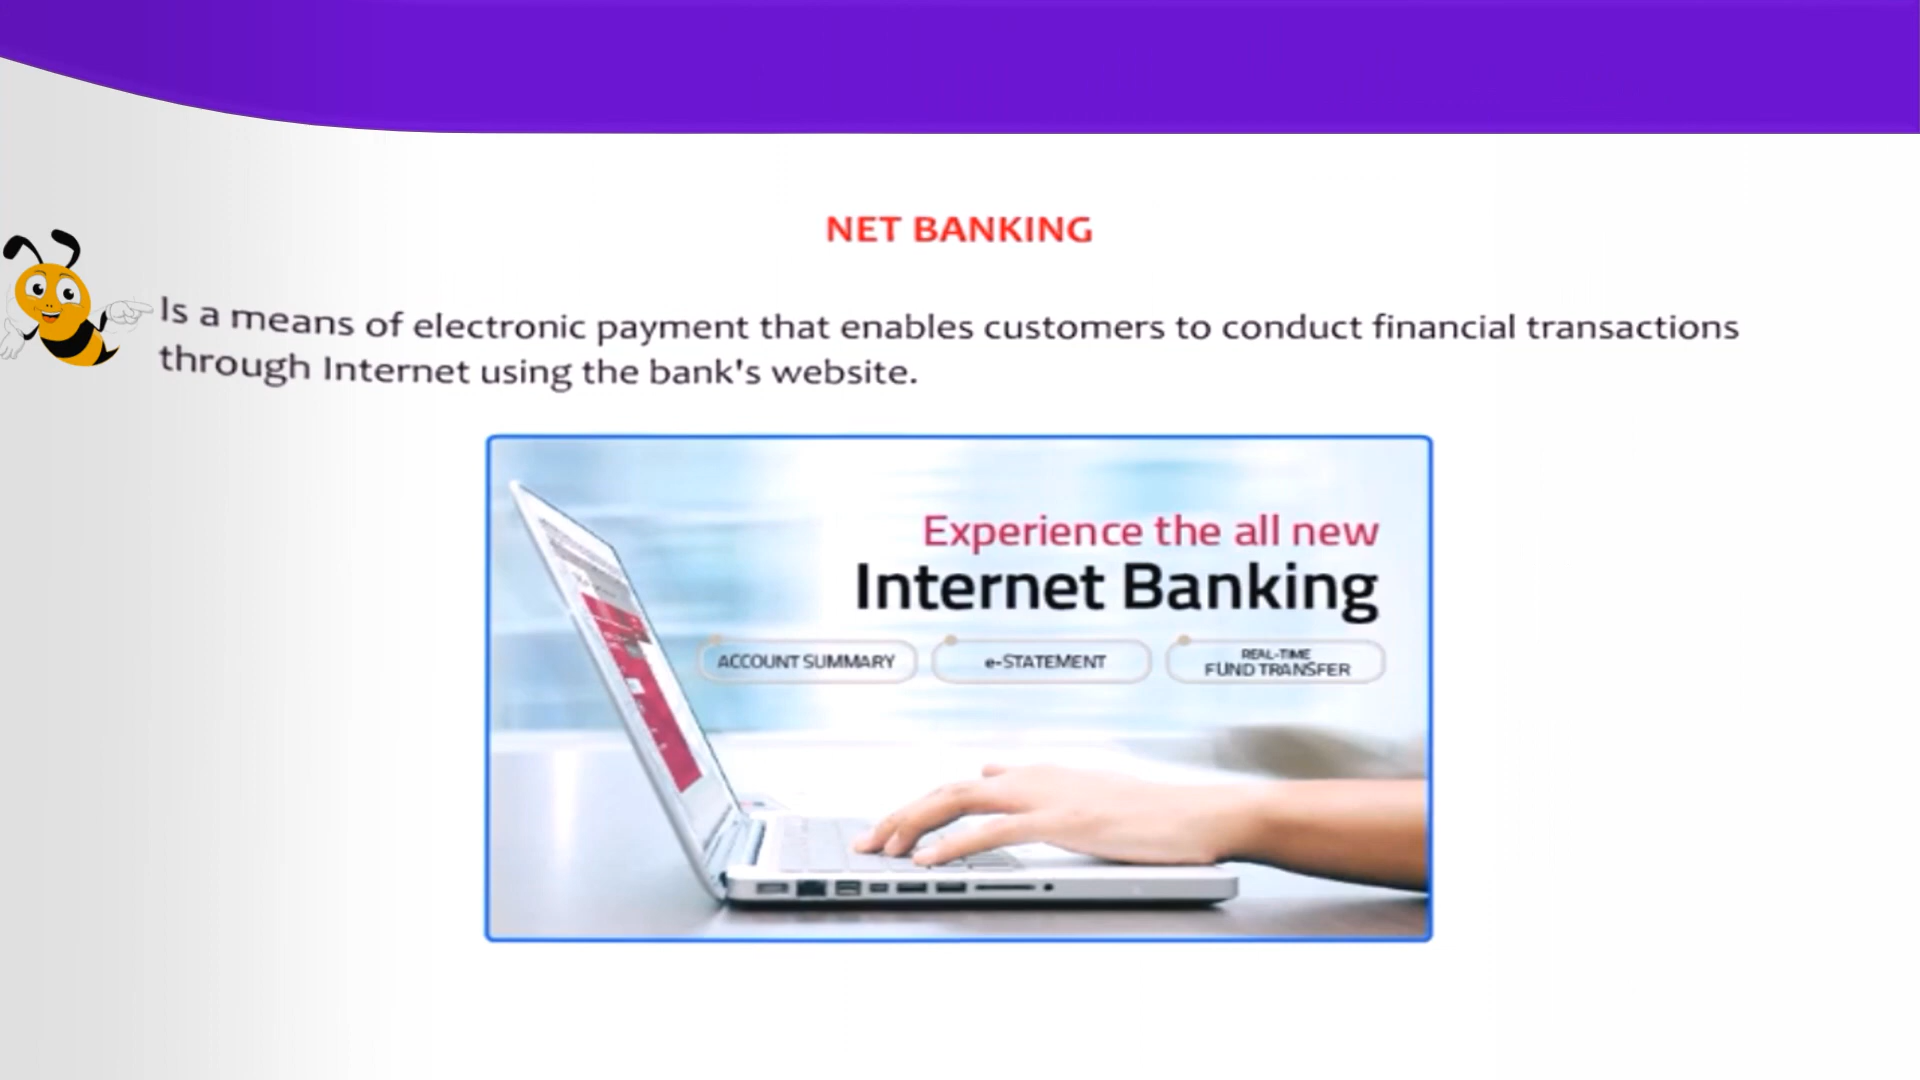 NET BANKING
Is a means of electronic payment that enables customers to conduct financial transactions
through Internet using the bank's website.
Experience the all new
Internet Banking
ACCOUNT SUMMARY
e-STATEMENT
REAL-TIME
FUND TRANSFER